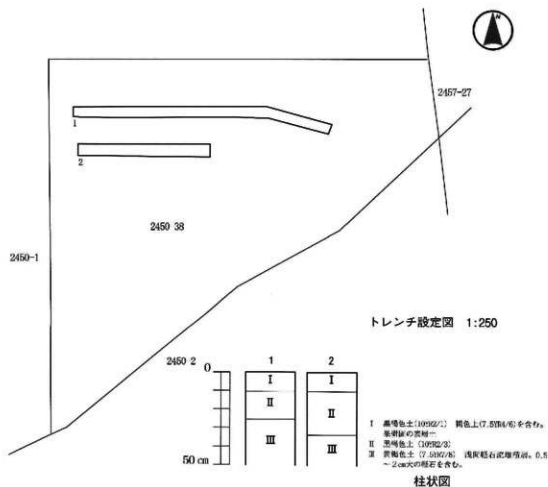 N
2457-27
1
2
2450 38
2450-1
トレンチ設定図 1:250
2450 2
0
1
2
I
I
II
II
III
III
50 cm
I 黒褐色土(10YR2/1) 褐色土(7.5YR4/6)を含む。
II 黒褐色土(10YR2/3)
III 黄褐色土(7.5YR7/8) 浅間軽石流堆積層。0.5
～2cm大の軽石を含む。
柱状図